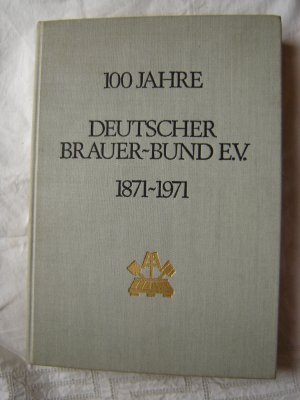 100 JAHRE
DEUTSCHER
BRAUER~BUND E.V.
1871~1971